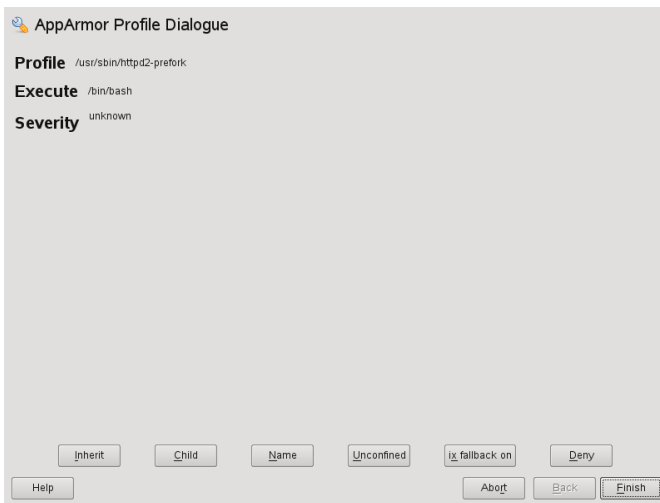 AppArmor Profile Dialogue
Profile /usr/sbin/httpd2-prefork
Execute /bin/bash
Severity unknown
Inherit Child Name Unconfined ix fallback on Deny
Help Abort Back Finish